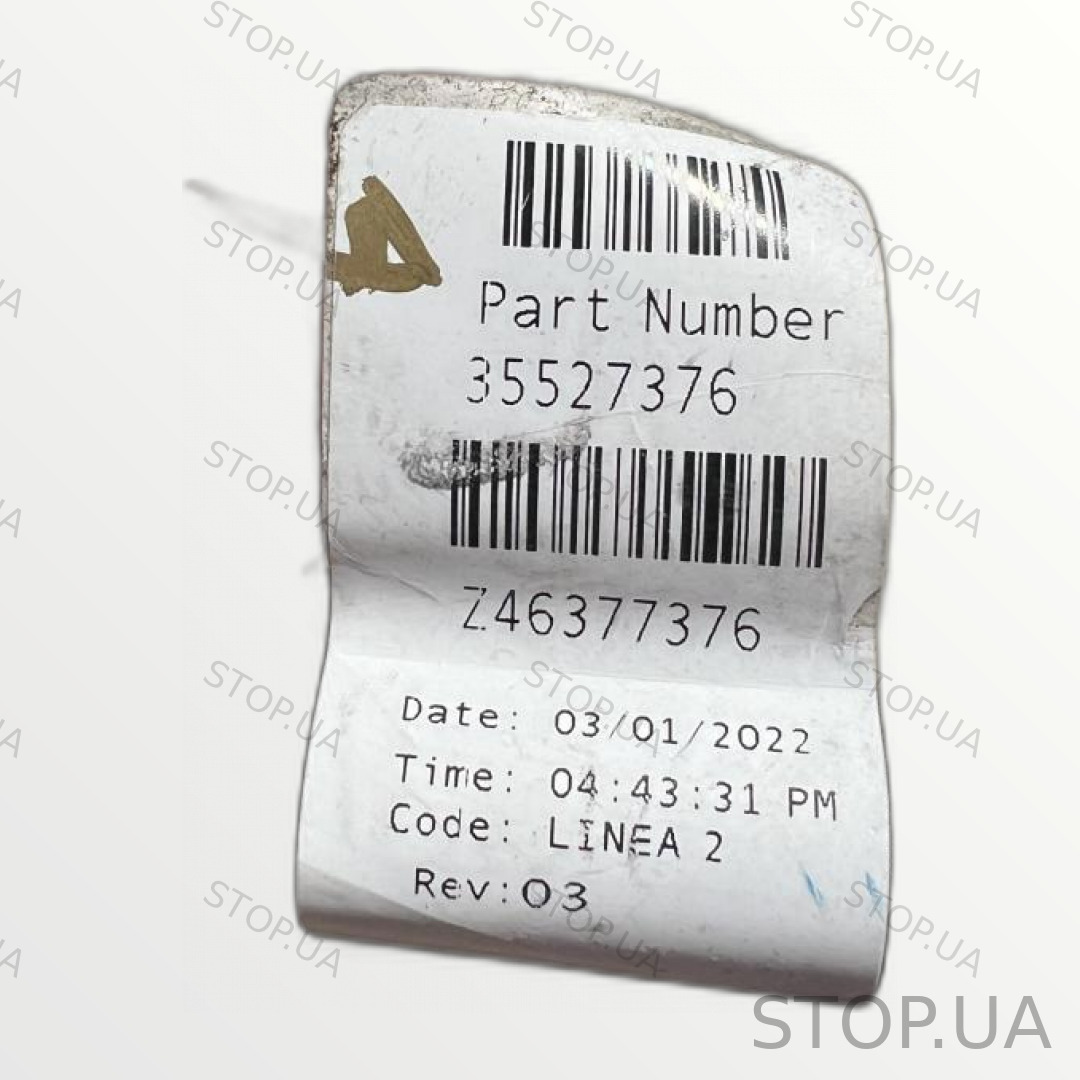 Part Number
35527376
Z46377376
Date: 03/01/2022
Time: 04:43:31 PM
Code: LINEA 2
Rev:03
STOP.UA